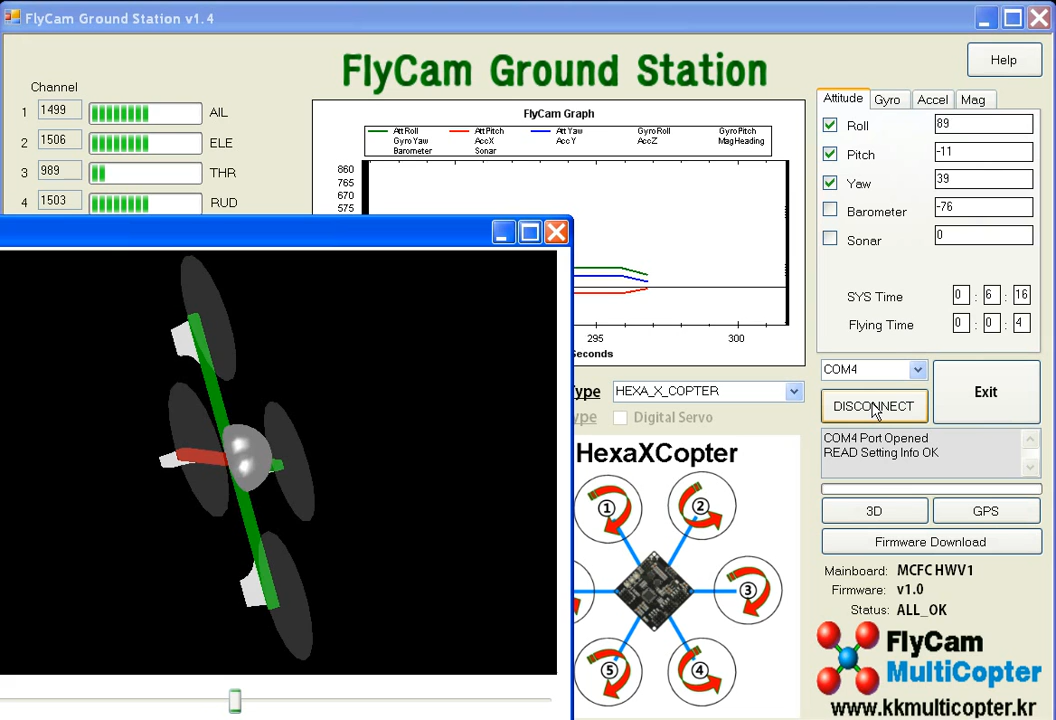 FlyCam Ground Station v1.4
FlyCam Ground Station
Help
Channel
1 1499 AIL
2 1506 ELE
3 989 THR
4 1503 RUD
FlyCam Graph
Att Roll Att Pitch Att Yaw Gyro Roll Gyro Pitch
Gyro Yaw Acc X Acc Y Acc Z Mag Heading
Barometer Sonar
860
765
670
575
295 300
Seconds
Attitude Gyro Accel Mag
Roll 89
Pitch -11
Yaw 39
Barometer -76
Sonar 0
SYS Time 0 : 6 : 16
Flying Time 0 : 0 : 4
COM4
DISCONNECT
Exit
COM4 Port Opened
READ Setting Info OK
3D GPS
Firmware Download
Mainboard: MCFCHWV1
Firmware: v1.0
Status: ALL_OK
FlyCam
MultiCopter
www.kkmulticopter.kr
ype HEXA_X_COPTER
ype Digital Servo
HexaXCopter
1
2
3
4
5